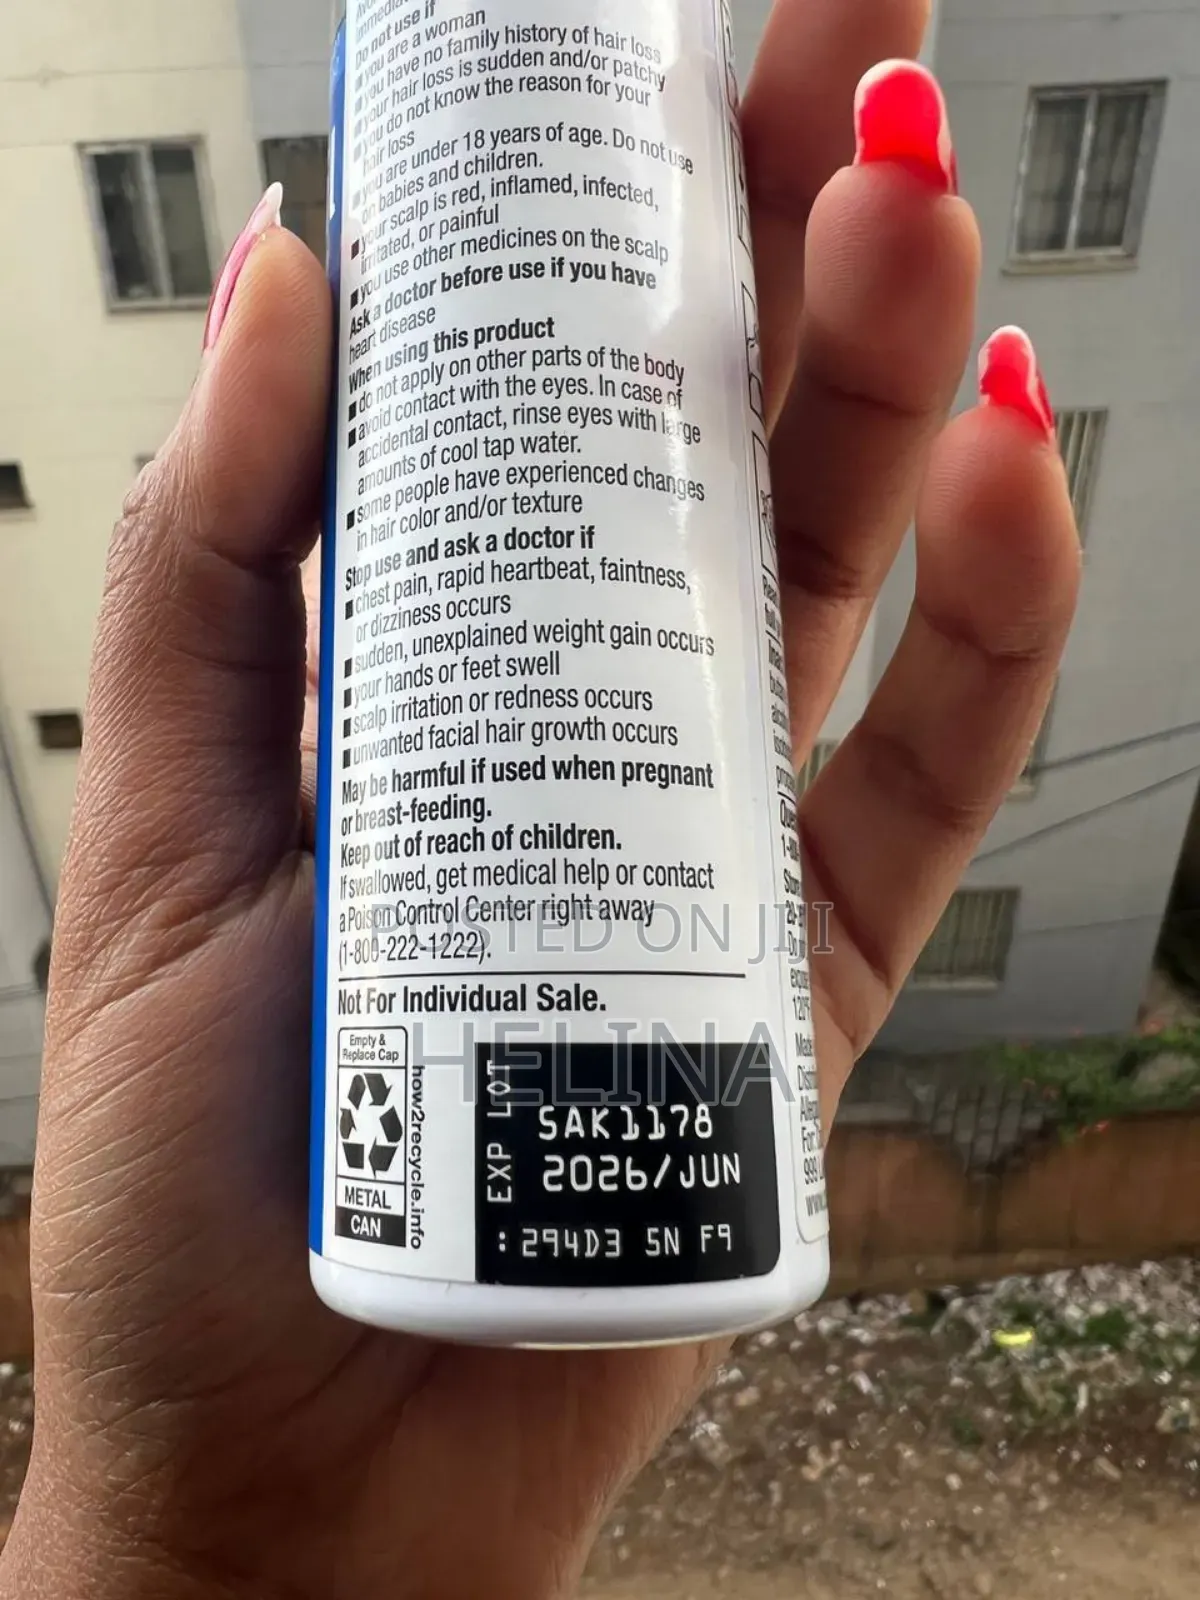 Do not use if
you are a woman
you have no family history of hair loss
your hair loss is sudden and/or patchy
you do not know the reason for your
hair loss
you are under 18 years of age. Do not use
on babies and children.
your scalp is red, inflamed, infected,
irritated, or painful
you use other medicines on the scalp
Ask a doctor before use if you have
heart disease
When using this product
do not apply on other parts of the body
avoid contact with the eyes. In case of
accidental contact, rinse eyes with large
amounts of cool tap water.
some people have experienced changes
in hair color and/or texture
Stop use and ask a doctor if
chest pain, rapid heartbeat, faintness,
or dizziness occurs
sudden, unexplained weight gain occurs
your hands or feet swell
scalp irritation or redness occurs
unwanted facial hair growth occurs
May be harmful if used when pregnant
or breast-feeding.
Keep out of reach of children.
If swallowed, get medical help or contact
a Poison Control Center right away
(1-800-222-1222).
POSTED ON JIJI
Not For Individual Sale.
HELINA
Empty &
Replace Cap
METAL
CAN
how2recycle.info
EXP LOT
SAK1178
2026/JUN
:294D3 SN F9